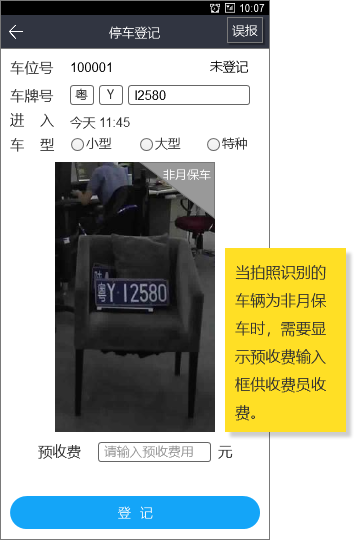 10:07
停车登记
误报
车位号 100001 未登记
车牌号 粤 Y I2580
进 入 今天 11:45
车 型 小型 大型 特种
非月保车
粤Y·I2580
当拍照识别的
车辆为非月保
车时，需要显
示预收费输入
框供收费员收
费。
预收费 请输入预收费用 元
登 记